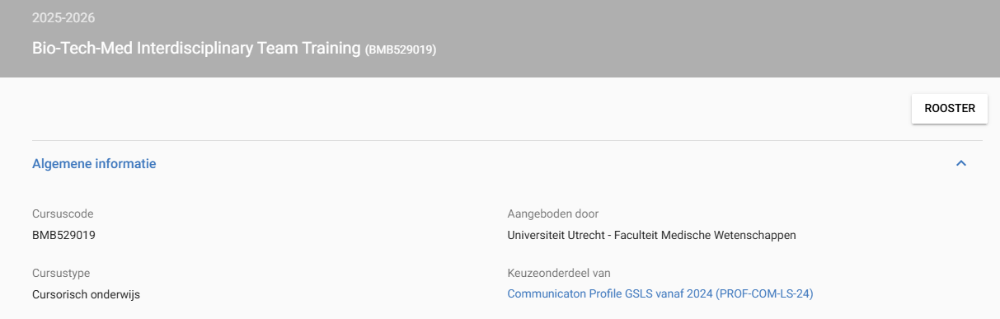 2025-2026
Bio-Tech-Med Interdisciplinary Team Training (BMB529019)
ROOSTER
Algemene informatie
Cursuscode
BMB529019
Aangeboden door
Universiteit Utrecht - Faculteit Medische Wetenschappen
Cursustype
Cursorisch onderwijs
Keuzeonderdeel van
Communicaton Profile GSLS vanaf 2024 (PROF-COM-LS-24)